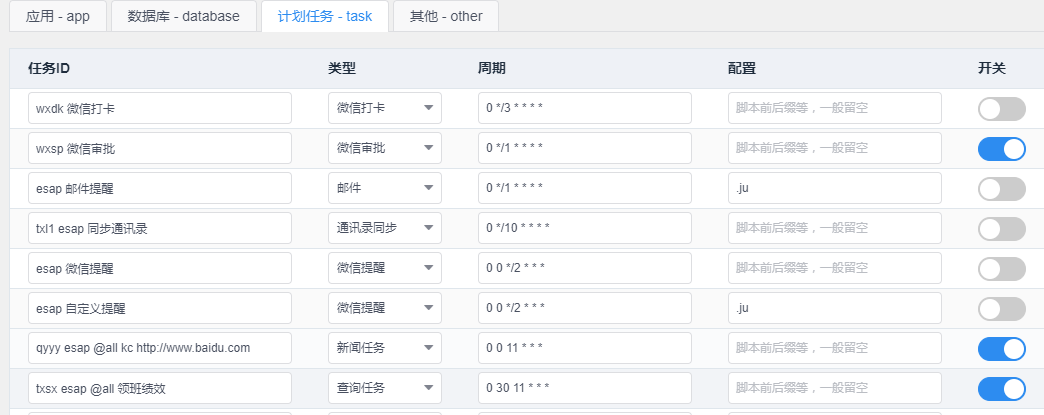 应用 - app 数据库 - database 计划任务 - task 其他 - other
任务ID 类型 周期 配置 开关
wxdk 微信打卡 微信打卡 0 */3 * * * * 脚本前后缀等，一般留空
wxsp 微信审批 微信审批 0 */1 * * * * 脚本前后缀等，一般留空
esap 邮件提醒 邮件 0 */1 * * * * .ju
txl1 esap 同步通讯录 通讯录同步 0 */10 * * * * 脚本前后缀等，一般留空
esap 微信提醒 微信提醒 0 0 */2 * * * 脚本前后缀等，一般留空
esap 自定义提醒 微信提醒 0 0 */2 * * * .ju
qyyy esap @all kc http://www.baidu.com 新闻任务 0 0 11 * * * 脚本前后缀等，一般留空
txsx esap @all 领班绩效 查询任务 0 30 11 * * * 脚本前后缀等，一般留空